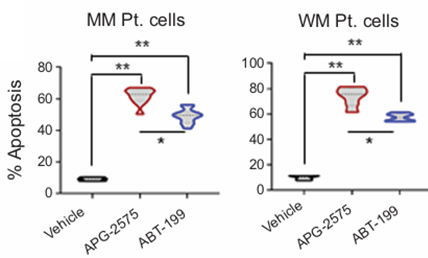 MM Pt. cells
WM Pt. cells
% Apoptosis
80
60
40
20
0
**
**
*
Vehicle
APG-2575
ABT-199
100
80
60
40
20
0
**
**
*
Vehicle
APG-2575
ABT-199